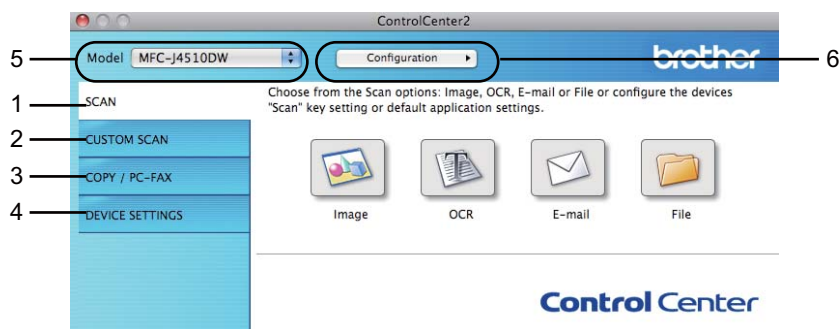 ControlCenter2
5
Model MFC-J4510DW
Configuration
brother
6
1
SCAN
Choose from the Scan options: Image, OCR, E-mail or File or configure the devices
"Scan" key setting or default application settings.
2
CUSTOM SCAN
3
COPY / PC-FAX
4
DEVICE SETTINGS
Image
OCR
E-mail
File
Control Center